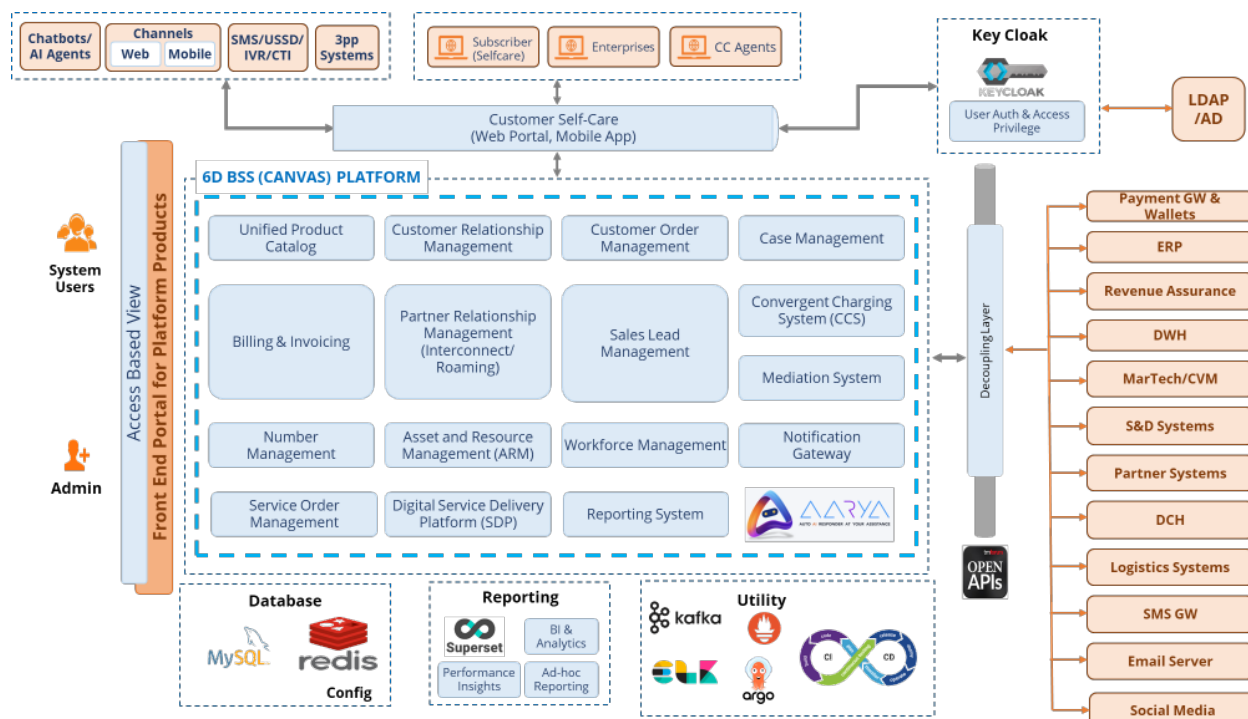 Chatbots/
AI Agents
Channels
Web
Mobile
SMS/USSD/
IVR/CTI
3pp
Systems
Subscriber
(Selfcare)
Enterprises
CC Agents
Key Cloak
KEYCLOAK
User Auth & Access
Privilege
LDAP
/AD
Customer Self-Care
(Web Portal, Mobile App)
6D BSS (CANVAS) PLATFORM
System
Users
Admin
Access Based View
Front End Portal for Platform Products
Unified Product
Catalog
Customer Relationship
Management
Customer Order
Management
Case Management
Billing & Invoicing
Partner Relationship
Management
(Interconnect/
Roaming)
Sales Lead
Management
Convergent Charging
System (CCS)
Mediation System
Number
Management
Asset and Resource
Management (ARM)
Workforce Management
Notification
Gateway
Service Order
Management
Digital Service Delivery
Platform (SDP)
Reporting System
AARYA
AUTO AI RESPONDER AT YOUR ASSISTANCE
Decoupling Layer
tmforum
OPEN
APIs
Payment GW &
Wallets
ERP
Revenue Assurance
DWH
MarTech/CVM
S&D Systems
Partner Systems
DCH
Logistics Systems
SMS GW
Email Server
Social Media
Database
MySQL
redis
Config
Reporting
Superset
BI &
Analytics
Performance
Insights
Ad-hoc
Reporting
Utility
kafka
ELK
argo
CI
CD